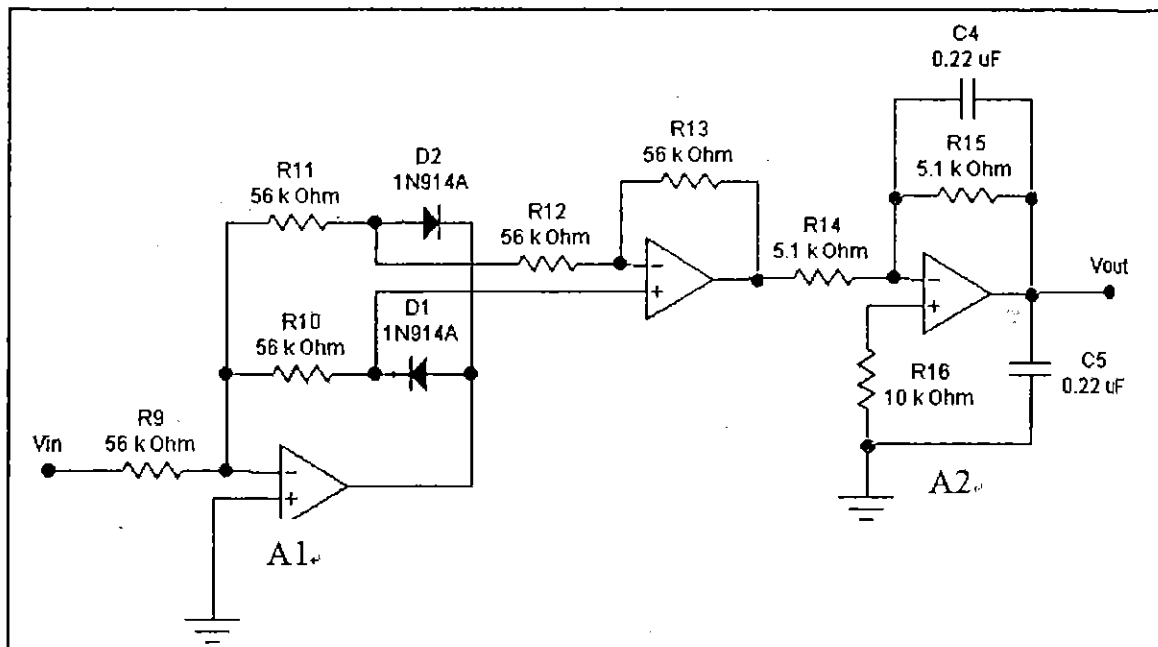 C4
0.22 uF
R13
56 k Ohm
R15
5.1 k Ohm
R11
56 k Ohm
D2
1N914A
R12
56 k Ohm
R14
5.1 k Ohm
Vout
D1
1N914A
R10
56 k Ohm
R16
10 k Ohm
C5
0.22 uF
R9
56 k Ohm
Vin
A2
A1